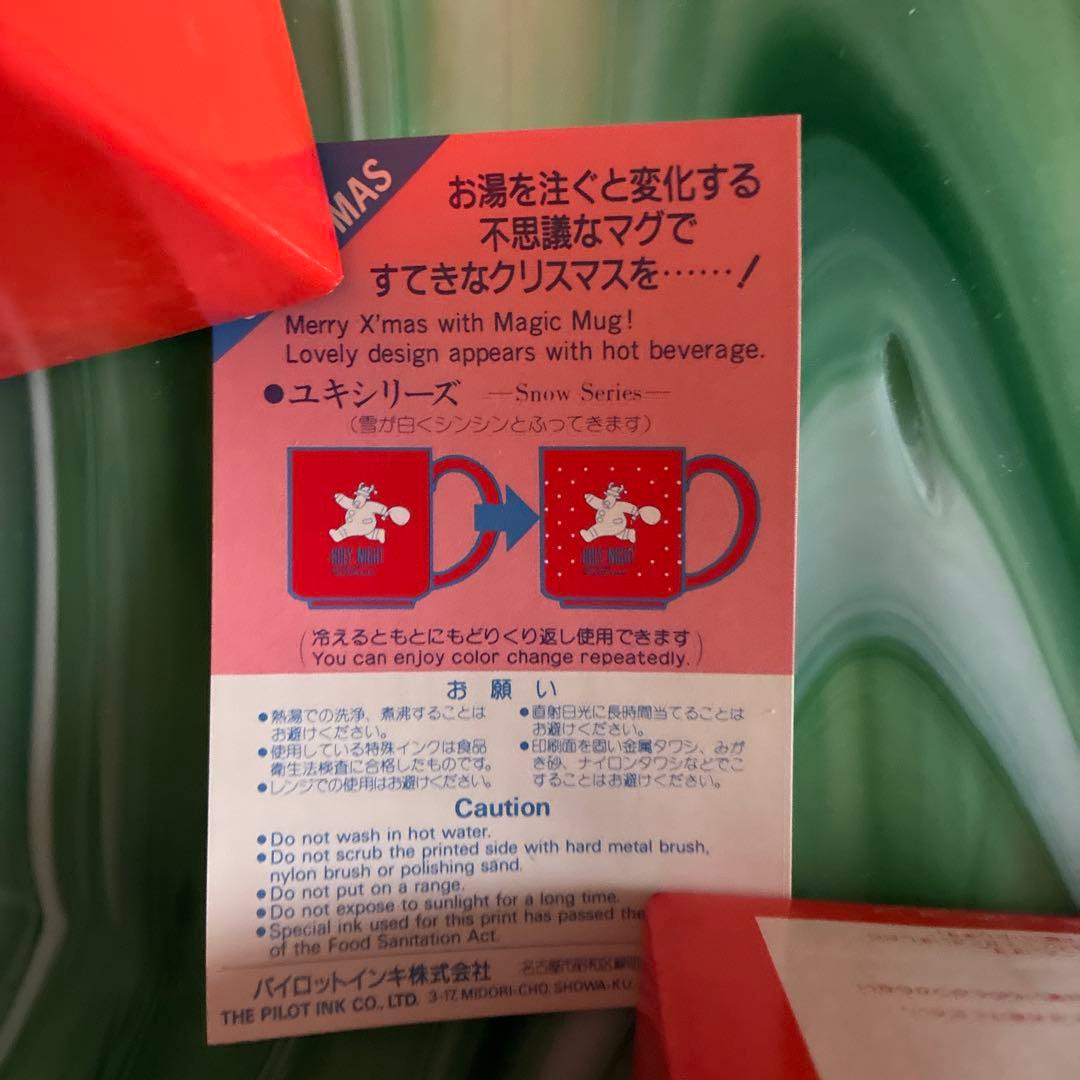 MAS
お湯を注ぐと変化する
不思議なマグで
すてきなクリスマスを……！
Merry X'mas with Magic Mug!
Lovely design appears with hot beverage.
●ユキシリーズ —Snow Series—
（雪が白くシンシンとふってきます）
HOLY NIGHT
HOLY NIGHT
（冷えるともとにもどりくり返し使用できます
You can enjoy color change repeatedly.）
お願い
●熱湯での洗浄、煮沸することは
お避けください。
●使用している特殊インクは食品
衛生法検査に合格したものです。
●レンジでの使用はお避けください。
●直射日光に長時間当てることは
お避けください。
●印刷面を固い金属タワシ、みが
き砂、ナイロンタワシなどでこ
することはお避けください。
Caution
●Do not wash in hot water.
●Do not scrub the printed side with hard metal brush,
nylon brush or polishing sand.
●Do not put on a range.
●Do not expose to sunlight for a long time.
●Special ink used for this print has passed the
of the Food Sanitation Act.
パイロットインキ株式会社 名古屋市昭和区
THE PILOT INK CO., LTD. 3-17, MIDORI-CHO, SHOWA-KU